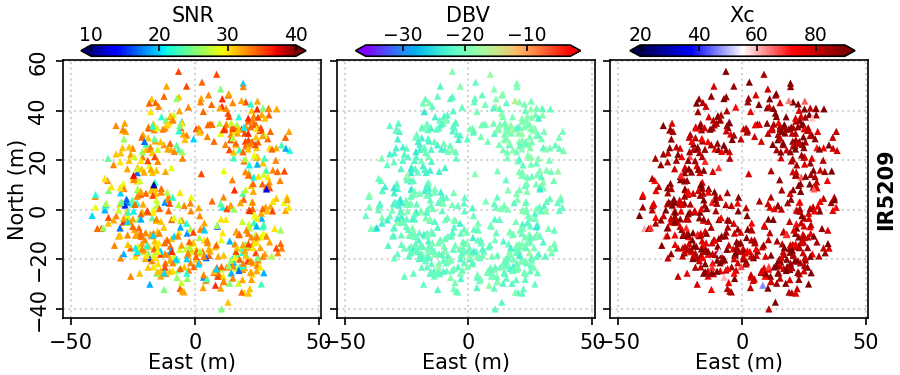 SNR DBV Xc
10 20 30 40 −30 −20 −10 20 40 60 80
60
40
20
0
−20
−40
North (m)
−50 0 50 −50 0 50 −50 0 50
East (m) East (m) East (m)
IR5209